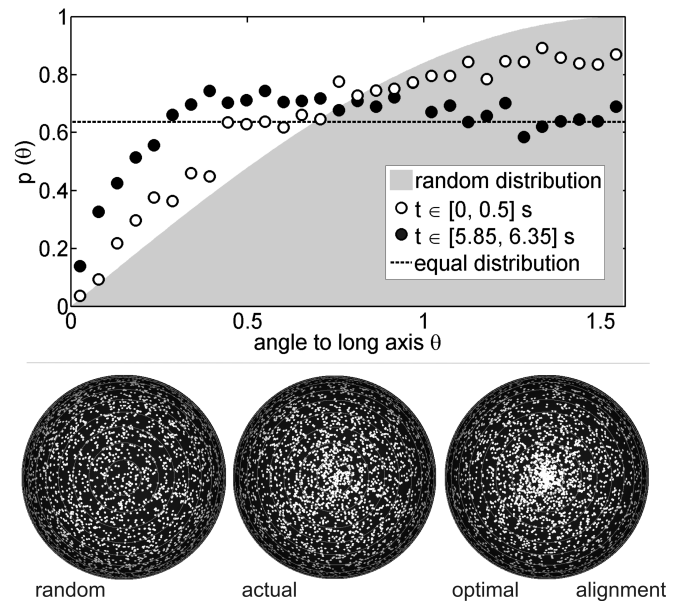 1
0.8
0.6
0.4
0.2
0
p (θ)
random distribution
t ∈ [0, 0.5] s
t ∈ [5.85, 6.35] s
equal distribution
0 0.5 1 1.5
angle to long axis θ
random actual optimal alignment